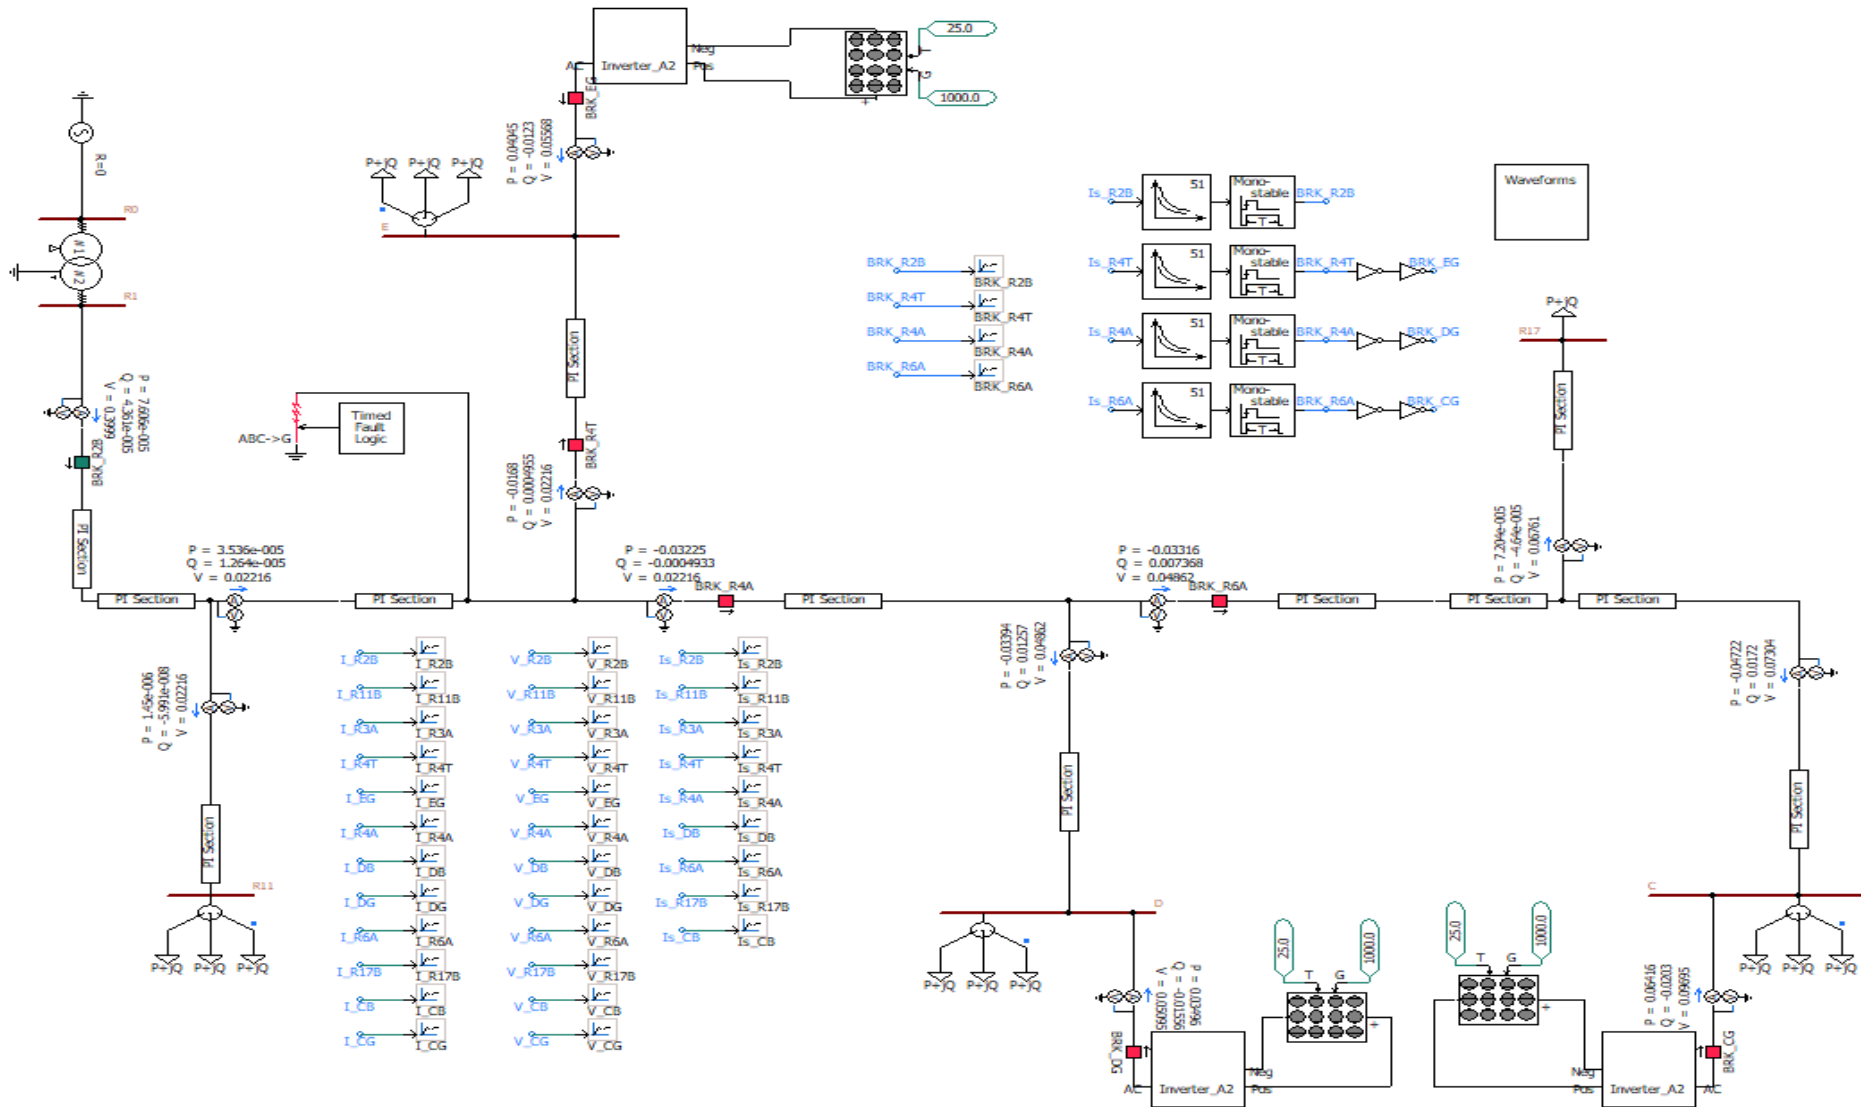 25.0
Neg
AC
Inverter_A2
Pos
T
G
+
1000.0
BRK_EG
P = 0.04045
Q = -0.0123
V = 0.05568
S
R=0
P+jQ P+jQ P+jQ
R0
E
#1
#2
R1
Is_R2B
51
Mono-
stable
T
BRK_R2B
Is_R4T
51
Mono-
stable
T
BRK_R4T
BRK_EG
Is_R4A
51
Mono-
stable
T
BRK_R4A
BRK_DG
Is_R6A
51
Mono-
stable
T
BRK_R6A
BRK_CG
Waveforms
BRK_R2B
BRK_R2B
BRK_R4T
BRK_R4T
BRK_R4A
BRK_R4A
BRK_R6A
BRK_R6A
P+jQ
R17
PI Section
PI Section
P = 7.606e-005
Q = 4.361e-005
V = 0.3999
BRK_R2B
ABC->G
Timed
Fault
Logic
BRK_R4T
P = -0.0168
Q = 0.0004955
V = 0.02216
P = 7.204e-005
Q = -4.64e-005
V = 0.06761
PI Section
P = 3.536e-005
Q = 1.264e-005
V = 0.02216
P = -0.03225
Q = -0.0004933
V = 0.02216
BRK_R4A
P = -0.03316
Q = 0.007368
V = 0.04862
BRK_R6A
PI Section
PI Section
PI Section
PI Section
PI Section
PI Section
P = 1.45e-006
Q = -5.991e-008
V = 0.02216
P = -0.03394
Q = 0.01257
V = 0.04862
P = -0.04722
Q = 0.0172
V = 0.07304
I_R2B I_R2B V_R2B V_R2B Is_R2B Is_R2B
I_R11B I_R11B V_R11B V_R11B Is_R11B Is_R11B
I_R3A I_R3A V_R3A V_R3A Is_R3A Is_R3A
I_R4T I_R4T V_R4T V_R4T Is_R4T Is_R4T
I_EG I_EG V_EG V_EG Is_R4A Is_R4A
I_R4A I_R4A V_R4A V_R4A Is_DB Is_DB
I_DB I_DB V_DB V_DB Is_R6A Is_R6A
I_DG I_DG V_DG V_DG Is_R17B Is_R17B
I_R6A I_R6A V_R6A V_R6A Is_CB Is_CB
I_R17B I_R17B V_R17B V_R17B
I_CB I_CB V_CB V_CB
I_CG I_CG V_CG V_CG
PI Section
PI Section
PI Section
R11
P+jQ P+jQ P+jQ
D
P+jQ P+jQ P+jQ
C
P+jQ P+jQ P+jQ
25.0
1000.0
T G
+
25.0
1000.0
T G
+
P = 0.03496
Q = -0.01556
V = 0.05095
BRK_DG
AC
Inverter_A2
Neg
Pos
P = 0.06416
Q = -0.0203
V = 0.09695
BRK_CG
Neg
Pos
Inverter_A2
AC